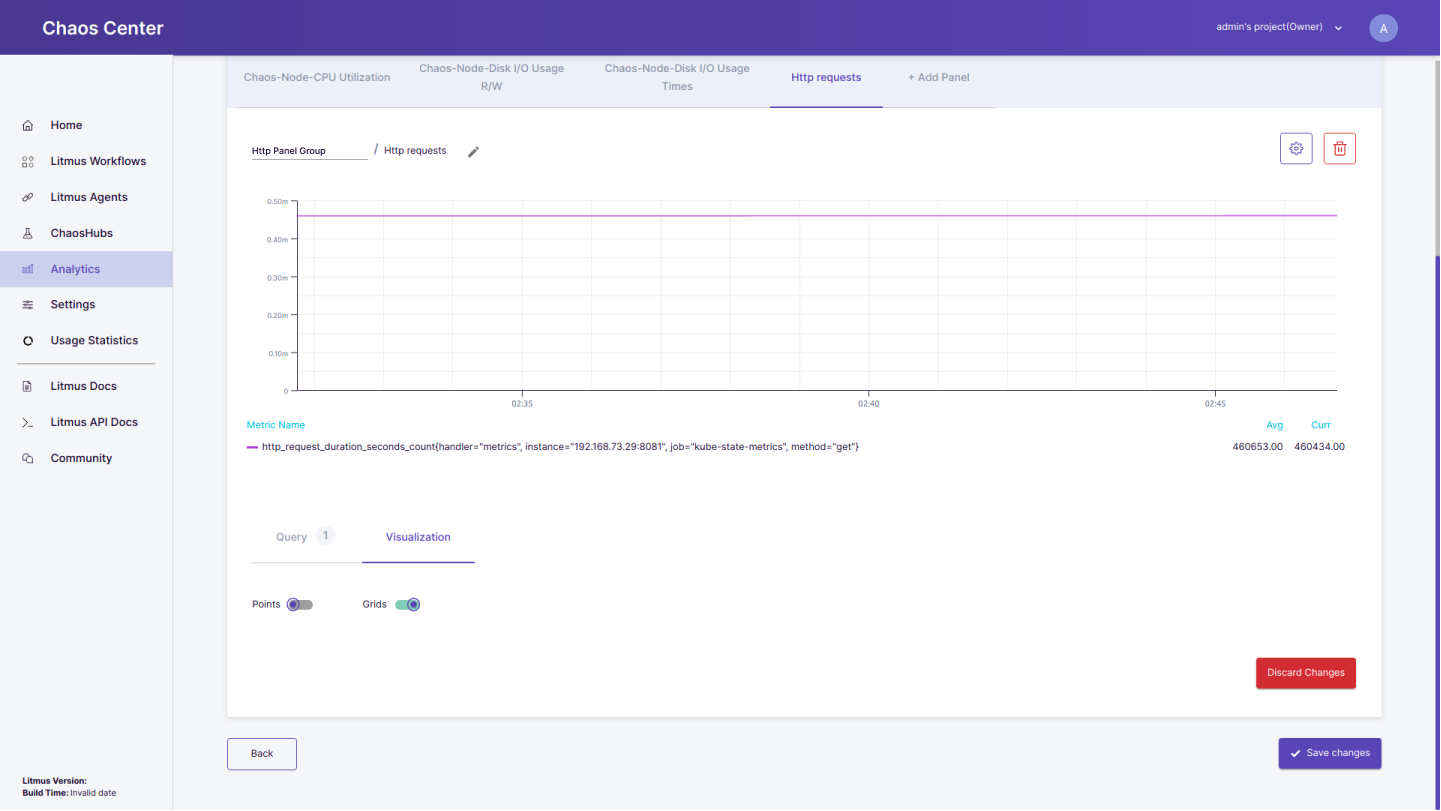 Chaos Center
admin's project(Owner)
A
Home
Litmus Workflows
Litmus Agents
ChaosHubs
Analytics
Settings
Usage Statistics
Litmus Docs
Litmus API Docs
Community
Litmus Version:
Build Time: Invalid date
Chaos-Node-CPU Utilization
Chaos-Node-Disk I/O Usage
R/W
Chaos-Node-Disk I/O Usage
Times
Http requests
+ Add Panel
Http Panel Group / Http requests
0.50m
0.40m
0.30m
0.20m
0.10m
0
02:35 02:40 02:45
Metric Name Avg Curr
http_request_duration_seconds_count{handler="metrics", instance="192.168.73.29:8081", job="kube-state-metrics", method="get"} 460653.00 460434.00
Query 1 Visualization
Points Grids
Discard Changes
Back
Save changes